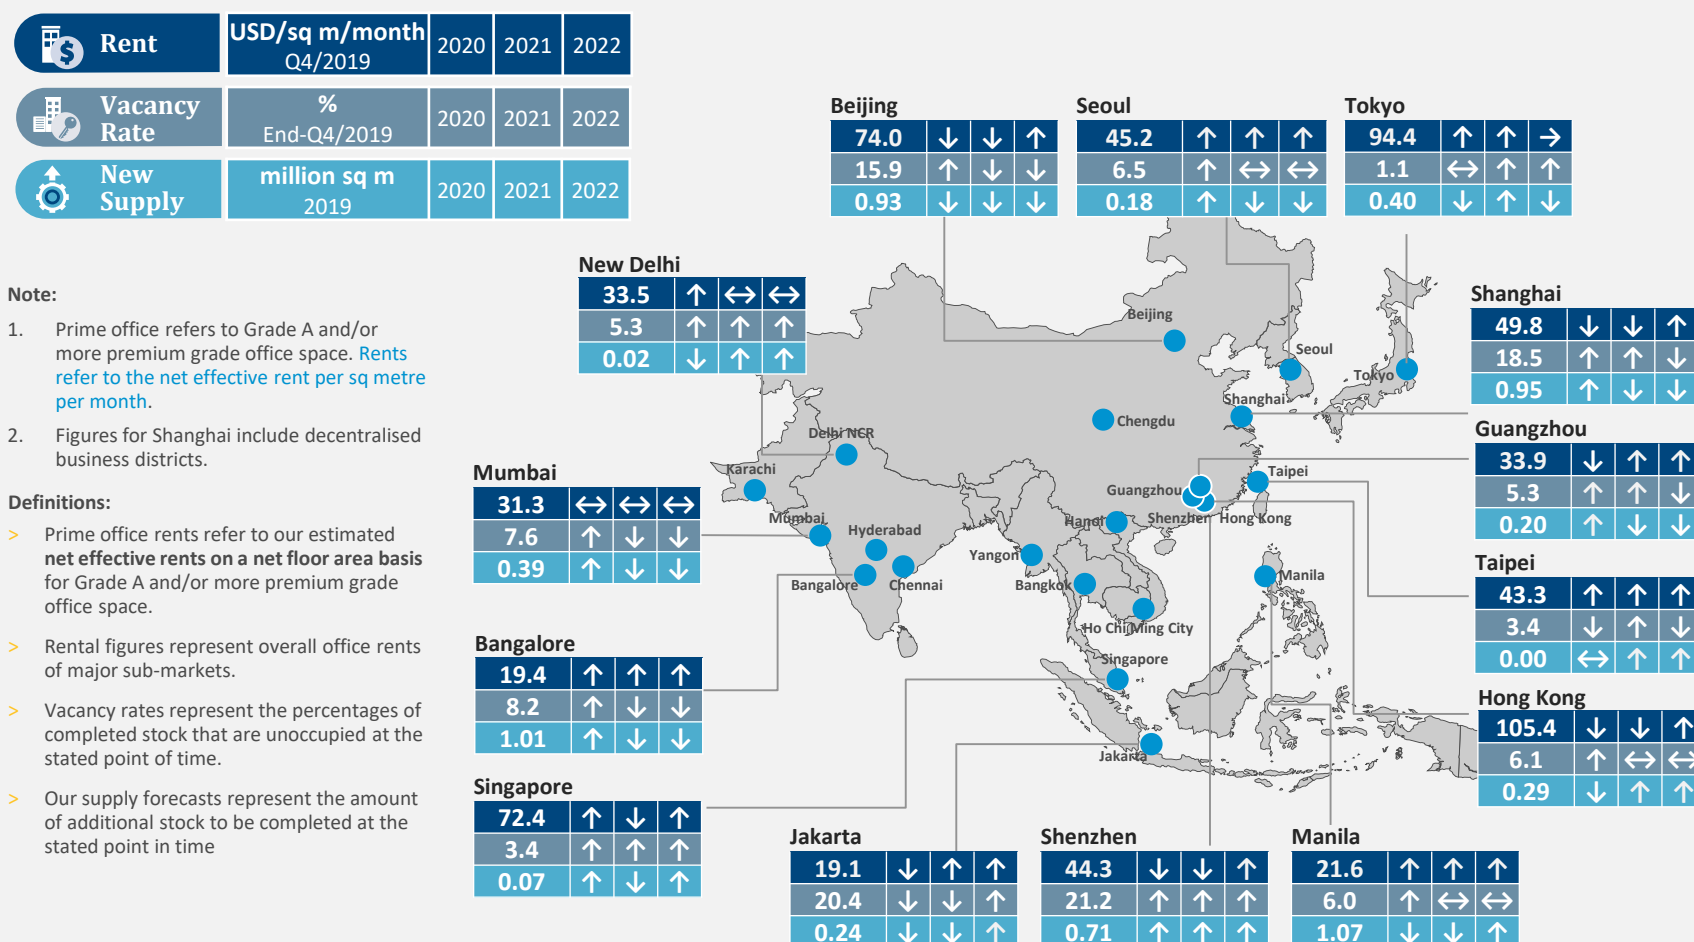 Rent USD/sq m/month 2020 2021 2022
Q4/2019
Vacancy Rate % 2020 2021 2022
End-Q4/2019
New Supply million sq m 2020 2021 2022
2019
Note:
1. Prime office refers to Grade A and/or
more premium grade office space. Rents
refer to the net effective rent per sq metre
per month.
2. Figures for Shanghai include decentralised
business districts.
Definitions:
> Prime office rents refer to our estimated
net effective rents on a net floor area basis
for Grade A and/or more premium grade
office space.
> Rental figures represent overall office rents
of major sub-markets.
> Vacancy rates represent the percentages of
completed stock that are unoccupied at the
stated point of time.
> Our supply forecasts represent the amount
of additional stock to be completed at the
stated point in time
Beijing
74.0 ↓ ↓ ↑
15.9 ↑ ↓ ↓
0.93 ↓ ↓ ↓
Seoul
45.2 ↑ ↑ ↑
6.5 ↑ ↔ ↔
0.18 ↑ ↓ ↓
Tokyo
94.4 ↑ ↑ →
1.1 ↔ ↑ ↑
0.40 ↓ ↑ ↓
New Delhi
33.5 ↑ ↔ ↔
5.3 ↑ ↑ ↑
0.02 ↓ ↑ ↑
Shanghai
49.8 ↓ ↓ ↑
18.5 ↑ ↑ ↓
0.95 ↑ ↓ ↓
Guangzhou
33.9 ↓ ↑ ↑
5.3 ↑ ↑ ↓
0.20 ↑ ↓ ↓
Mumbai
31.3 ↔ ↔ ↔
7.6 ↑ ↓ ↓
0.39 ↑ ↓ ↓
Taipei
43.3 ↑ ↑ ↑
3.4 ↓ ↑ ↓
0.00 ↔ ↑ ↑
Bangalore
19.4 ↑ ↑ ↑
8.2 ↑ ↓ ↓
1.01 ↑ ↓ ↓
Hong Kong
105.4 ↓ ↓ ↑
6.1 ↑ ↔ ↔
0.29 ↓ ↑ ↑
Singapore
72.4 ↑ ↓ ↑
3.4 ↑ ↑ ↑
0.07 ↑ ↓ ↑
Jakarta
19.1 ↓ ↑ ↑
20.4 ↓ ↓ ↑
0.24 ↓ ↓ ↑
Shenzhen
44.3 ↓ ↓ ↑
21.2 ↑ ↑ ↑
0.71 ↑ ↑ ↑
Manila
21.6 ↑ ↑ ↑
6.0 ↑ ↔ ↔
1.07 ↓ ↓ ↑
Beijing
Seoul
Tokyo
Shanghai
Chengdu
Delhi NCR
Karachi
Taipei
Guangzhou
Mumbai
Hanoi
Shenzhen
Hong Kong
Hyderabad
Yangon
Manila
Bangalore
Chennai
Bangkok
Ho Chi Ming City
Singapore
Jakarta